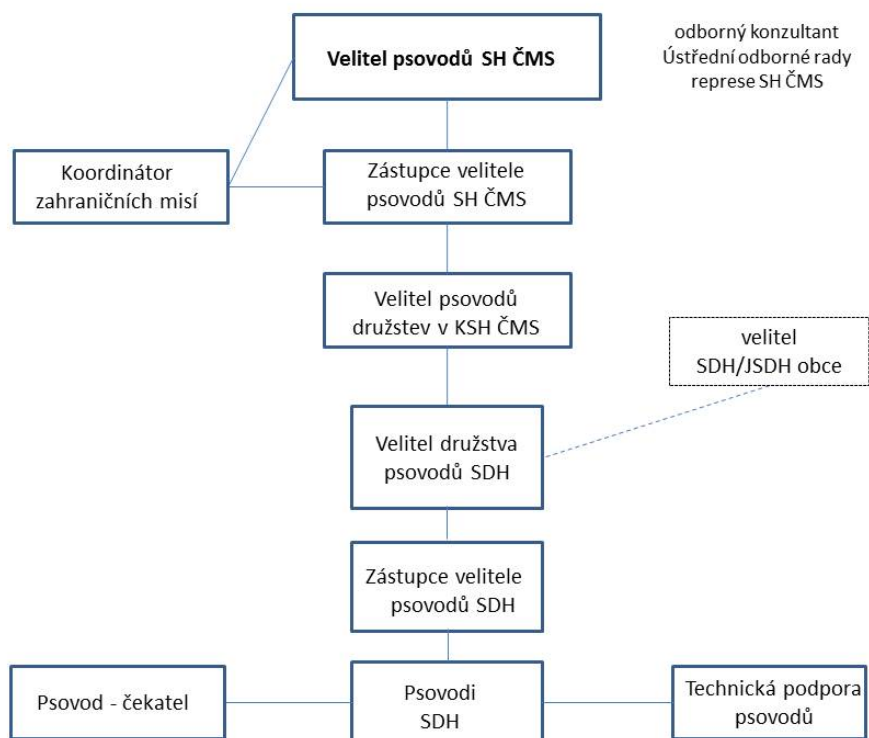 Velitel psovodů SH ČMS
odborný konzultant
Ústřední odborné rady
represe SH ČMS
Koordinátor
zahraničních misí
Zástupce velitele
psovodů SH ČMS
Velitel psovodů
družstev v KSH ČMS
velitel
SDH/JSDH obce
Velitel družstva
psovodů SDH
Zástupce velitele
psovodů SDH
Psovod - čekatel
Psovodi
SDH
Technická podpora
psovodů